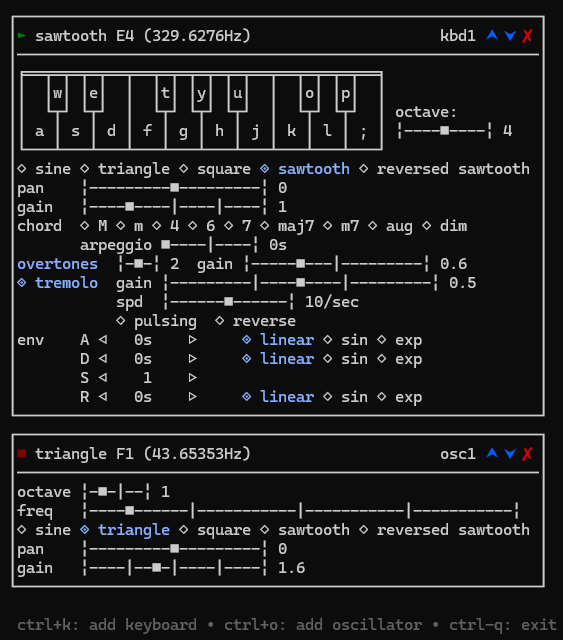 ► sawtooth E4 (329.6276Hz) kbd1 ⮝ ⮟ ✗
w e t y u o p
octave:
a s d f g h j k l ; ¦----■----¦ 4
◇ sine ◇ triangle ◇ square ◈ sawtooth ◇ reversed sawtooth
pan ¦---------■---------¦ 0
gain ¦----■----|----|----¦ 1
chord ◇ M ◇ m ◇ 4 ◇ 6 ◇ 7 ◇ maj7 ◇ m7 ◇ aug ◇ dim
arpeggio ■----|----¦ 0s
overtones ¦-■-¦ 2 gain ¦-----■---|---------¦ 0.6
◈ tremolo gain ¦---------|----■----|---------¦ 0.5
spd ¦------■------¦ 10/sec
◇ pulsing ◇ reverse
env A ◁ 0s ▷ ◈ linear ◇ sin ◇ exp
D ◁ 0s ▷ ◈ linear ◇ sin ◇ exp
S ◁ 1 ▷
R ◁ 0s ▷ ◈ linear ◇ sin ◇ exp
■ triangle F1 (43.65353Hz) osc1 ⮝ ⮟ ✗
octave ¦-■-|--¦ 1
freq ¦----■------|-----------|-----------|-----------¦
◇ sine ◈ triangle ◇ square ◇ sawtooth ◇ reversed sawtooth
pan ¦---------■---------¦ 0
gain ¦----|--■-|----|----¦ 1.6
ctrl+k: add keyboard • ctrl+o: add oscillator • ctrl-q: exit